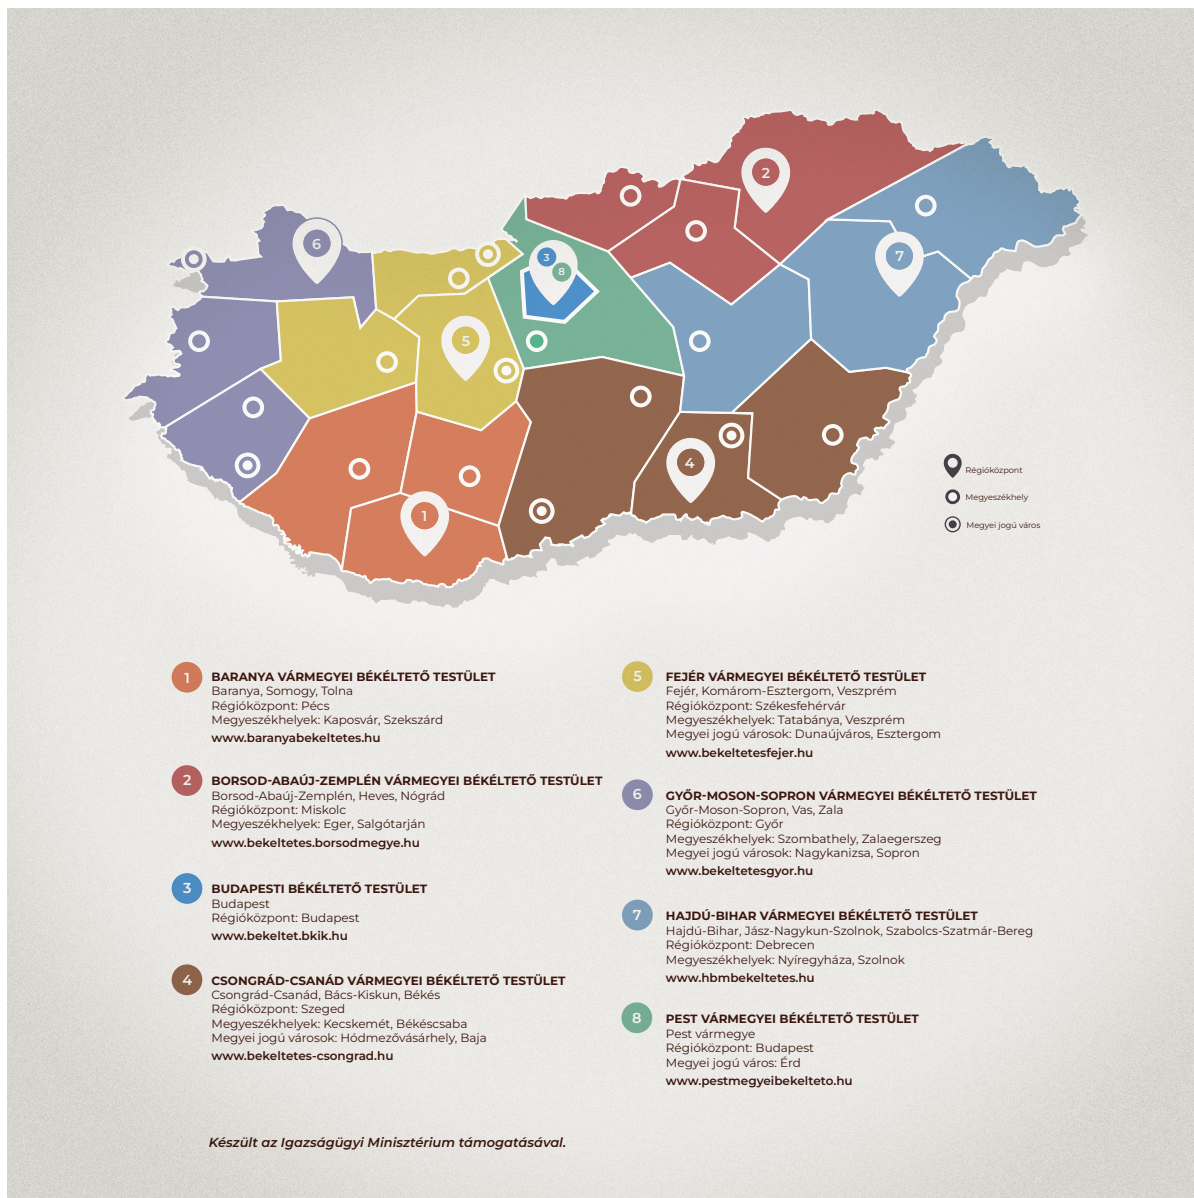 6
2
7
3
8
5
4
1
Régióközpont
Megyeszékhely
Megyei jogú város
1
BARANYA VÁRMEGYEI BÉKÉLTETŐ TESTÜLET
Baranya, Somogy, Tolna
Régióközpont: Pécs
Megyeszékhelyek: Kaposvár, Szekszárd
www.baranyabekeltetes.hu
2
BORSOD-ABAÚJ-ZEMPLÉN VÁRMEGYEI BÉKÉLTETŐ TESTÜLET
Borsod-Abaúj-Zemplén, Heves, Nógrád
Régióközpont: Miskolc
Megyeszékhelyek: Eger, Salgótarján
www.bekeltetes.borsodmegye.hu
3
BUDAPESTI BÉKÉLTETŐ TESTÜLET
Budapest
Régióközpont: Budapest
www.bekeltet.bkik.hu
4
CSONGRÁD-CSANÁD VÁRMEGYEI BÉKÉLTETŐ TESTÜLET
Csongrád-Csanád, Bács-Kiskun, Békés
Régióközpont: Szeged
Megyeszékhelyek: Kecskemét, Békéscsaba
Megyei jogú városok: Hódmezővásárhely, Baja
www.bekeltetes-csongrad.hu
5
FEJÉR VÁRMEGYEI BÉKÉLTETŐ TESTÜLET
Fejér, Komárom-Esztergom, Veszprém
Régióközpont: Székesfehérvár
Megyeszékhelyek: Tatabánya, Veszprém
Megyei jogú városok: Dunaújváros, Esztergom
www.bekeltetesfejer.hu
6
GYŐR-MOSON-SOPRON VÁRMEGYEI BÉKÉLTETŐ TESTÜLET
Győr-Moson-Sopron, Vas, Zala
Régióközpont: Győr
Megyeszékhelyek: Szombathely, Zalaegerszeg
Megyei jogú városok: Nagykanizsa, Sopron
www.bekeltetesgyor.hu
7
HAJDÚ-BIHAR VÁRMEGYEI BÉKÉLTETŐ TESTÜLET
Hajdú-Bihar, Jász-Nagykun-Szolnok, Szabolcs-Szatmár-Bereg
Régióközpont: Debrecen
Megyeszékhelyek: Nyíregyháza, Szolnok
www.hbmbekeltetes.hu
8
PEST VÁRMEGYEI BÉKÉLTETŐ TESTÜLET
Pest vármegye
Régióközpont: Budapest
Megyei jogú város: Érd
www.pestmegyeibekelteto.hu
Készült az Igazságügyi Minisztérium támogatásával.